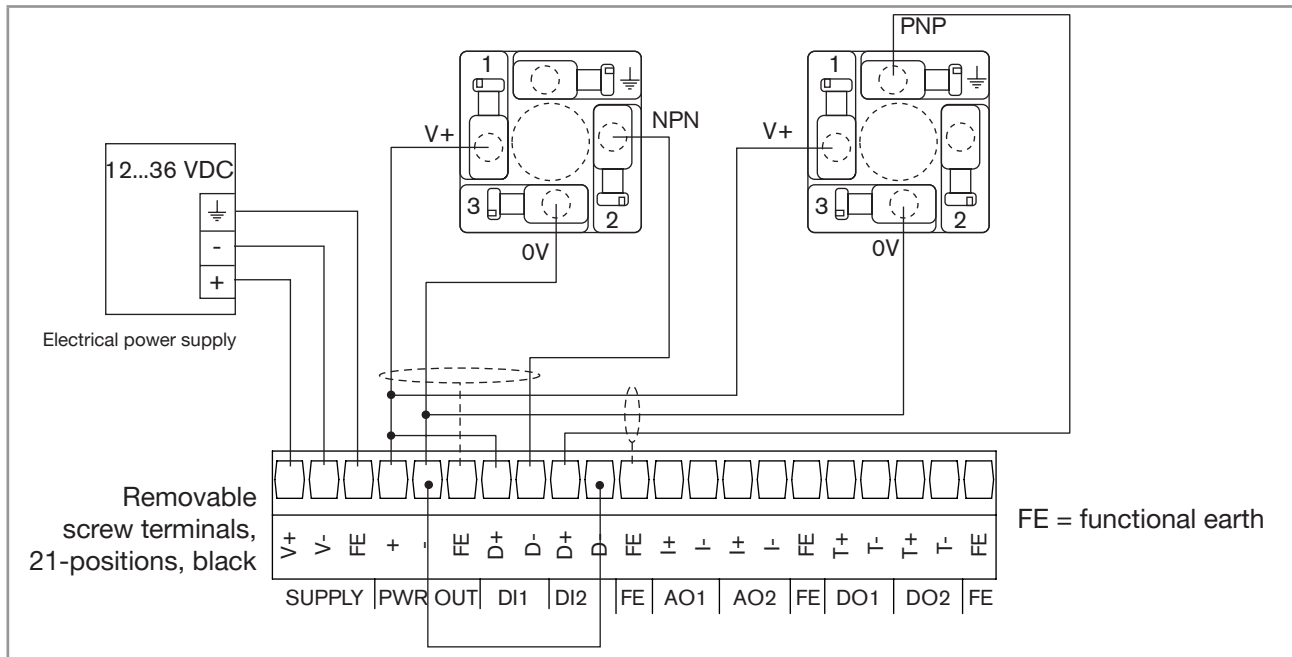 PNP
1
1
NPN
V+
V+
12...36 VDC
3
2
3
2
-
0V
0V
+
Electrical power supply
Removable
screw terminals,
21-positions, black
FE = functional earth
V+ V- FE + - FE D+ D- D+ D- FE I+ I- I+ I- FE T+ T- T+ T- FE
SUPPLY PWR OUT DI1 DI2 FE AO1 AO2 FE DO1 DO2 FE